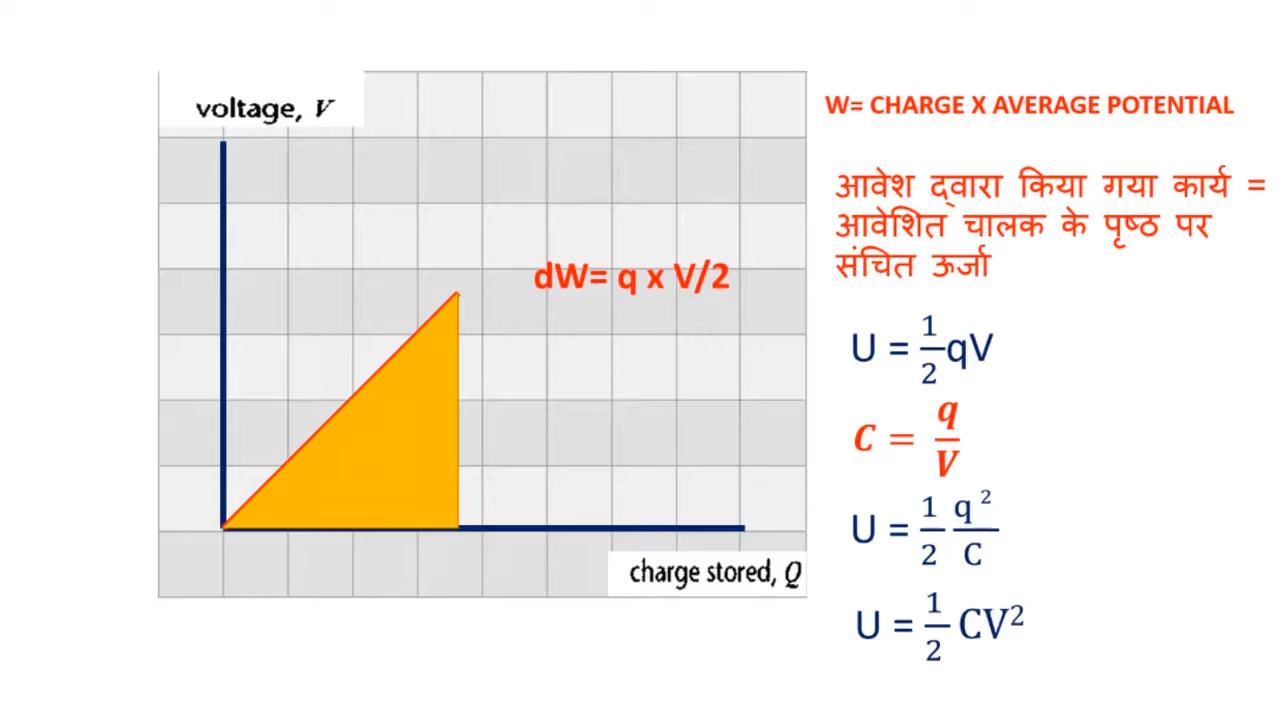 voltage, V
W= CHARGE X AVERAGE POTENTIAL
आवेश द्वारा किया गया कार्य =
आवेशित चालक के पृष्ठ पर
संचित ऊर्जा
dW= q x V/2
U = 1/2 qV
C = q/V
U = 1/2 q²/C
U = 1/2 CV²
charge stored, Q